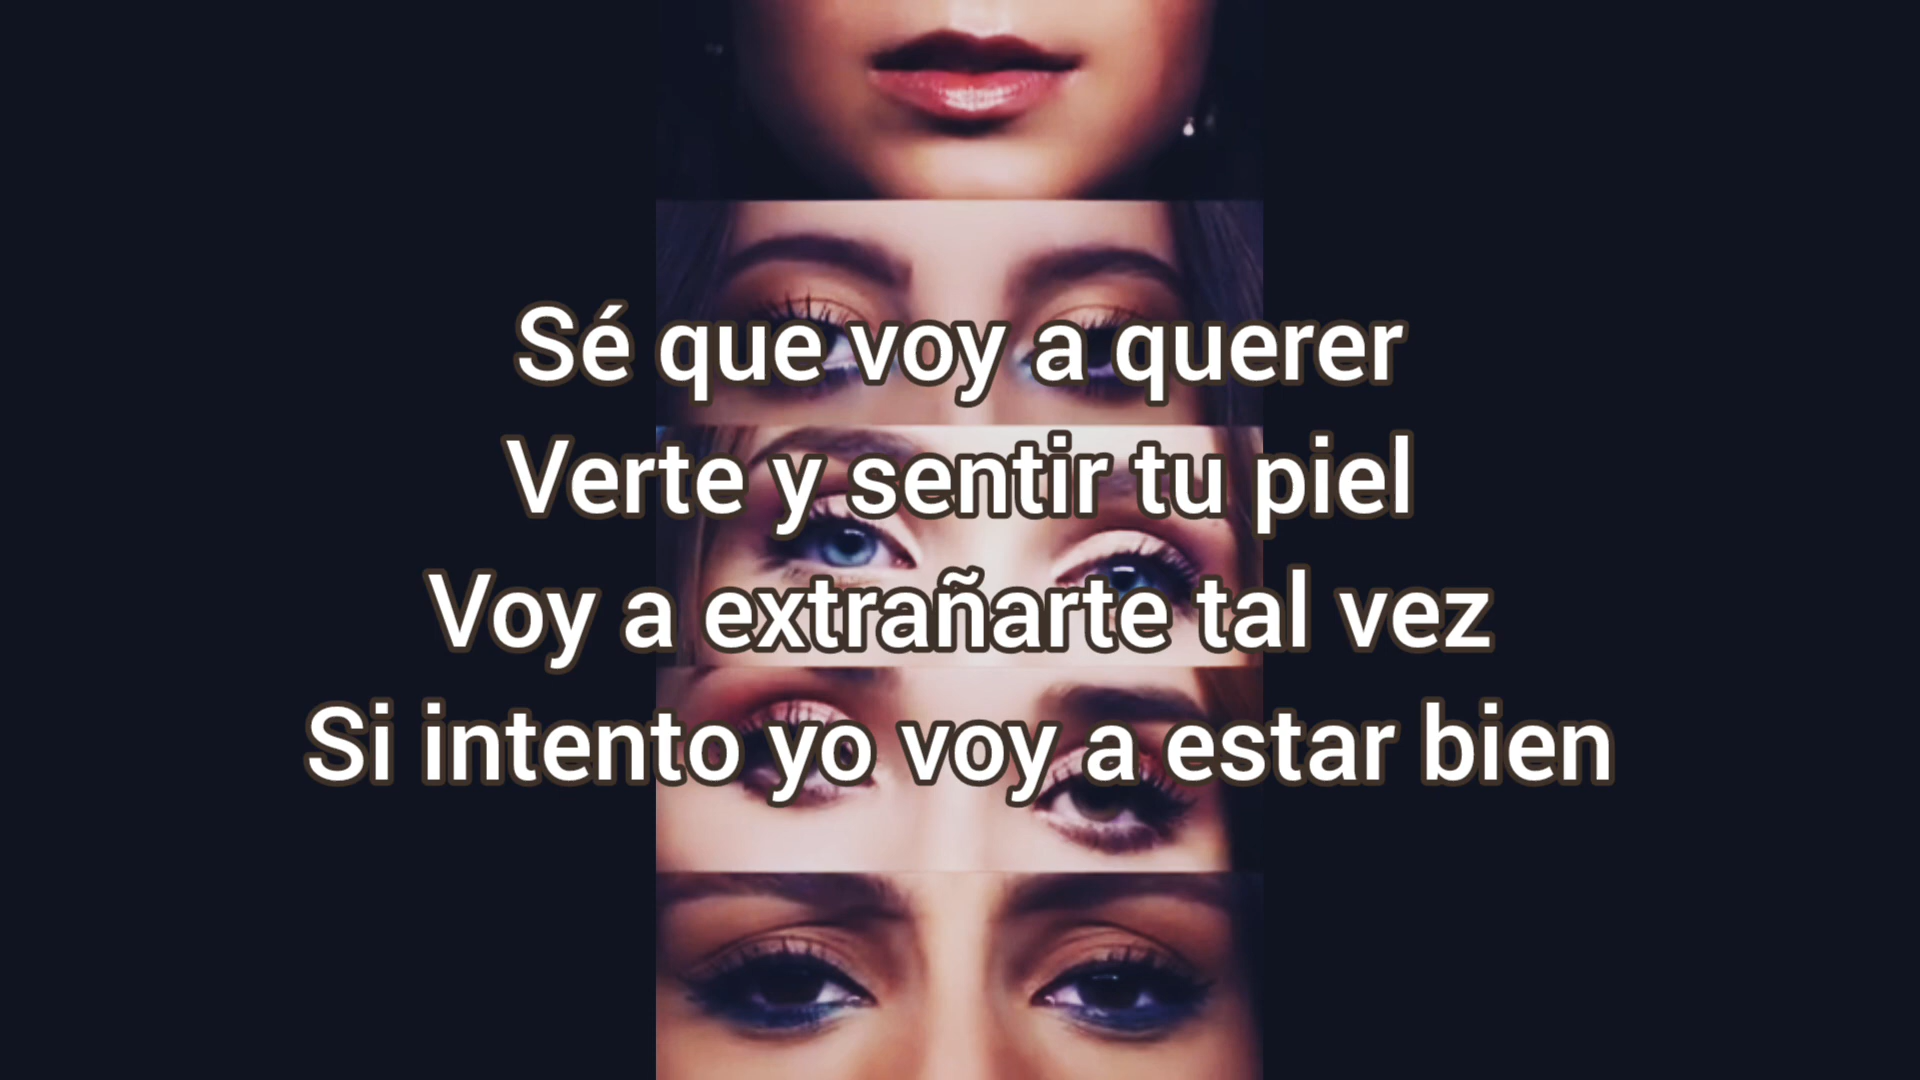 Sé que voy a querer
Verte y sentir tu piel
Voy a extrañarte tal vez
Si intento yo voy a estar bien